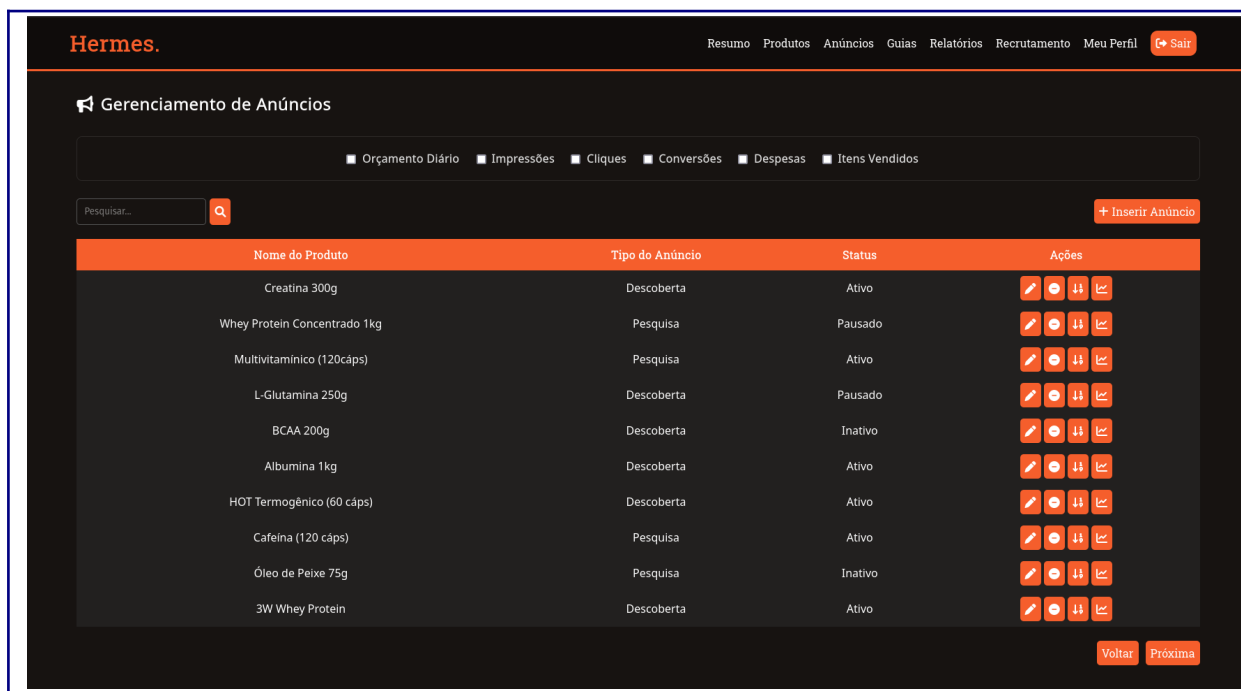 Hermes.
Resumo Produtos Anúncios Guias Relatórios Recrutamento Meu Perfil Sair
Gerenciamento de Anúncios
Orçamento Diário Impressões Cliques Conversões Despesas Itens Vendidos
Pesquisar...
+ Inserir Anúncio
Nome do Produto Tipo do Anúncio Status Ações
Creatina 300g Descoberta Ativo
Whey Protein Concentrado 1kg Pesquisa Pausado
Multivitamínico (120cáps) Pesquisa Ativo
L-Glutamina 250g Descoberta Pausado
BCAA 200g Descoberta Inativo
Albumina 1kg Descoberta Ativo
HOT Termogênico (60 cáps) Descoberta Ativo
Cafeína (120 cáps) Pesquisa Ativo
Óleo de Peixe 75g Pesquisa Inativo
3W Whey Protein Descoberta Ativo
Voltar Próxima